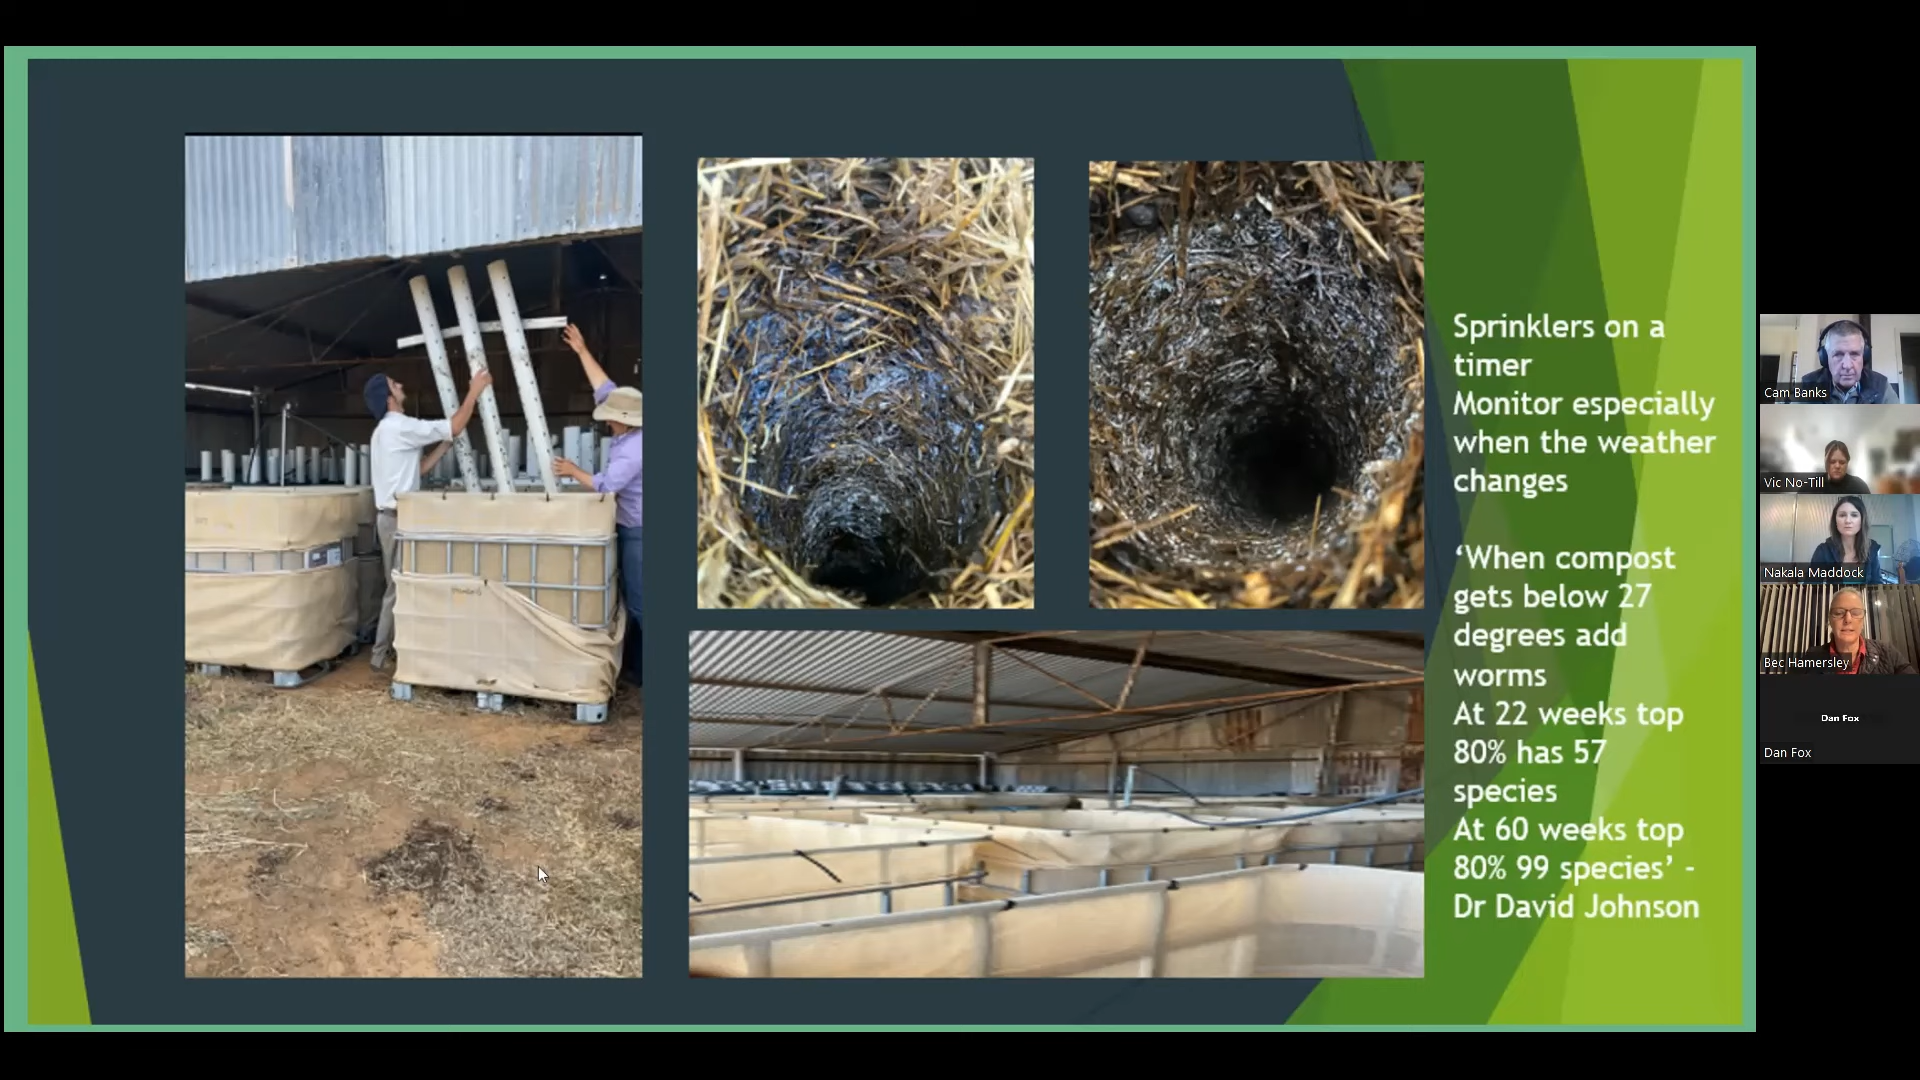 Sprinklers on a
timer
Monitor especially
when the weather
changes
‘When compost
gets below 27
degrees add
worms
At 22 weeks top
80% has 57
species
At 60 weeks top
80% 99 species’ -
Dr David Johnson
Cam Banks
Vic No-Till
Nakala Maddock
Bec Hamersley
Dan Fox
Dan Fox